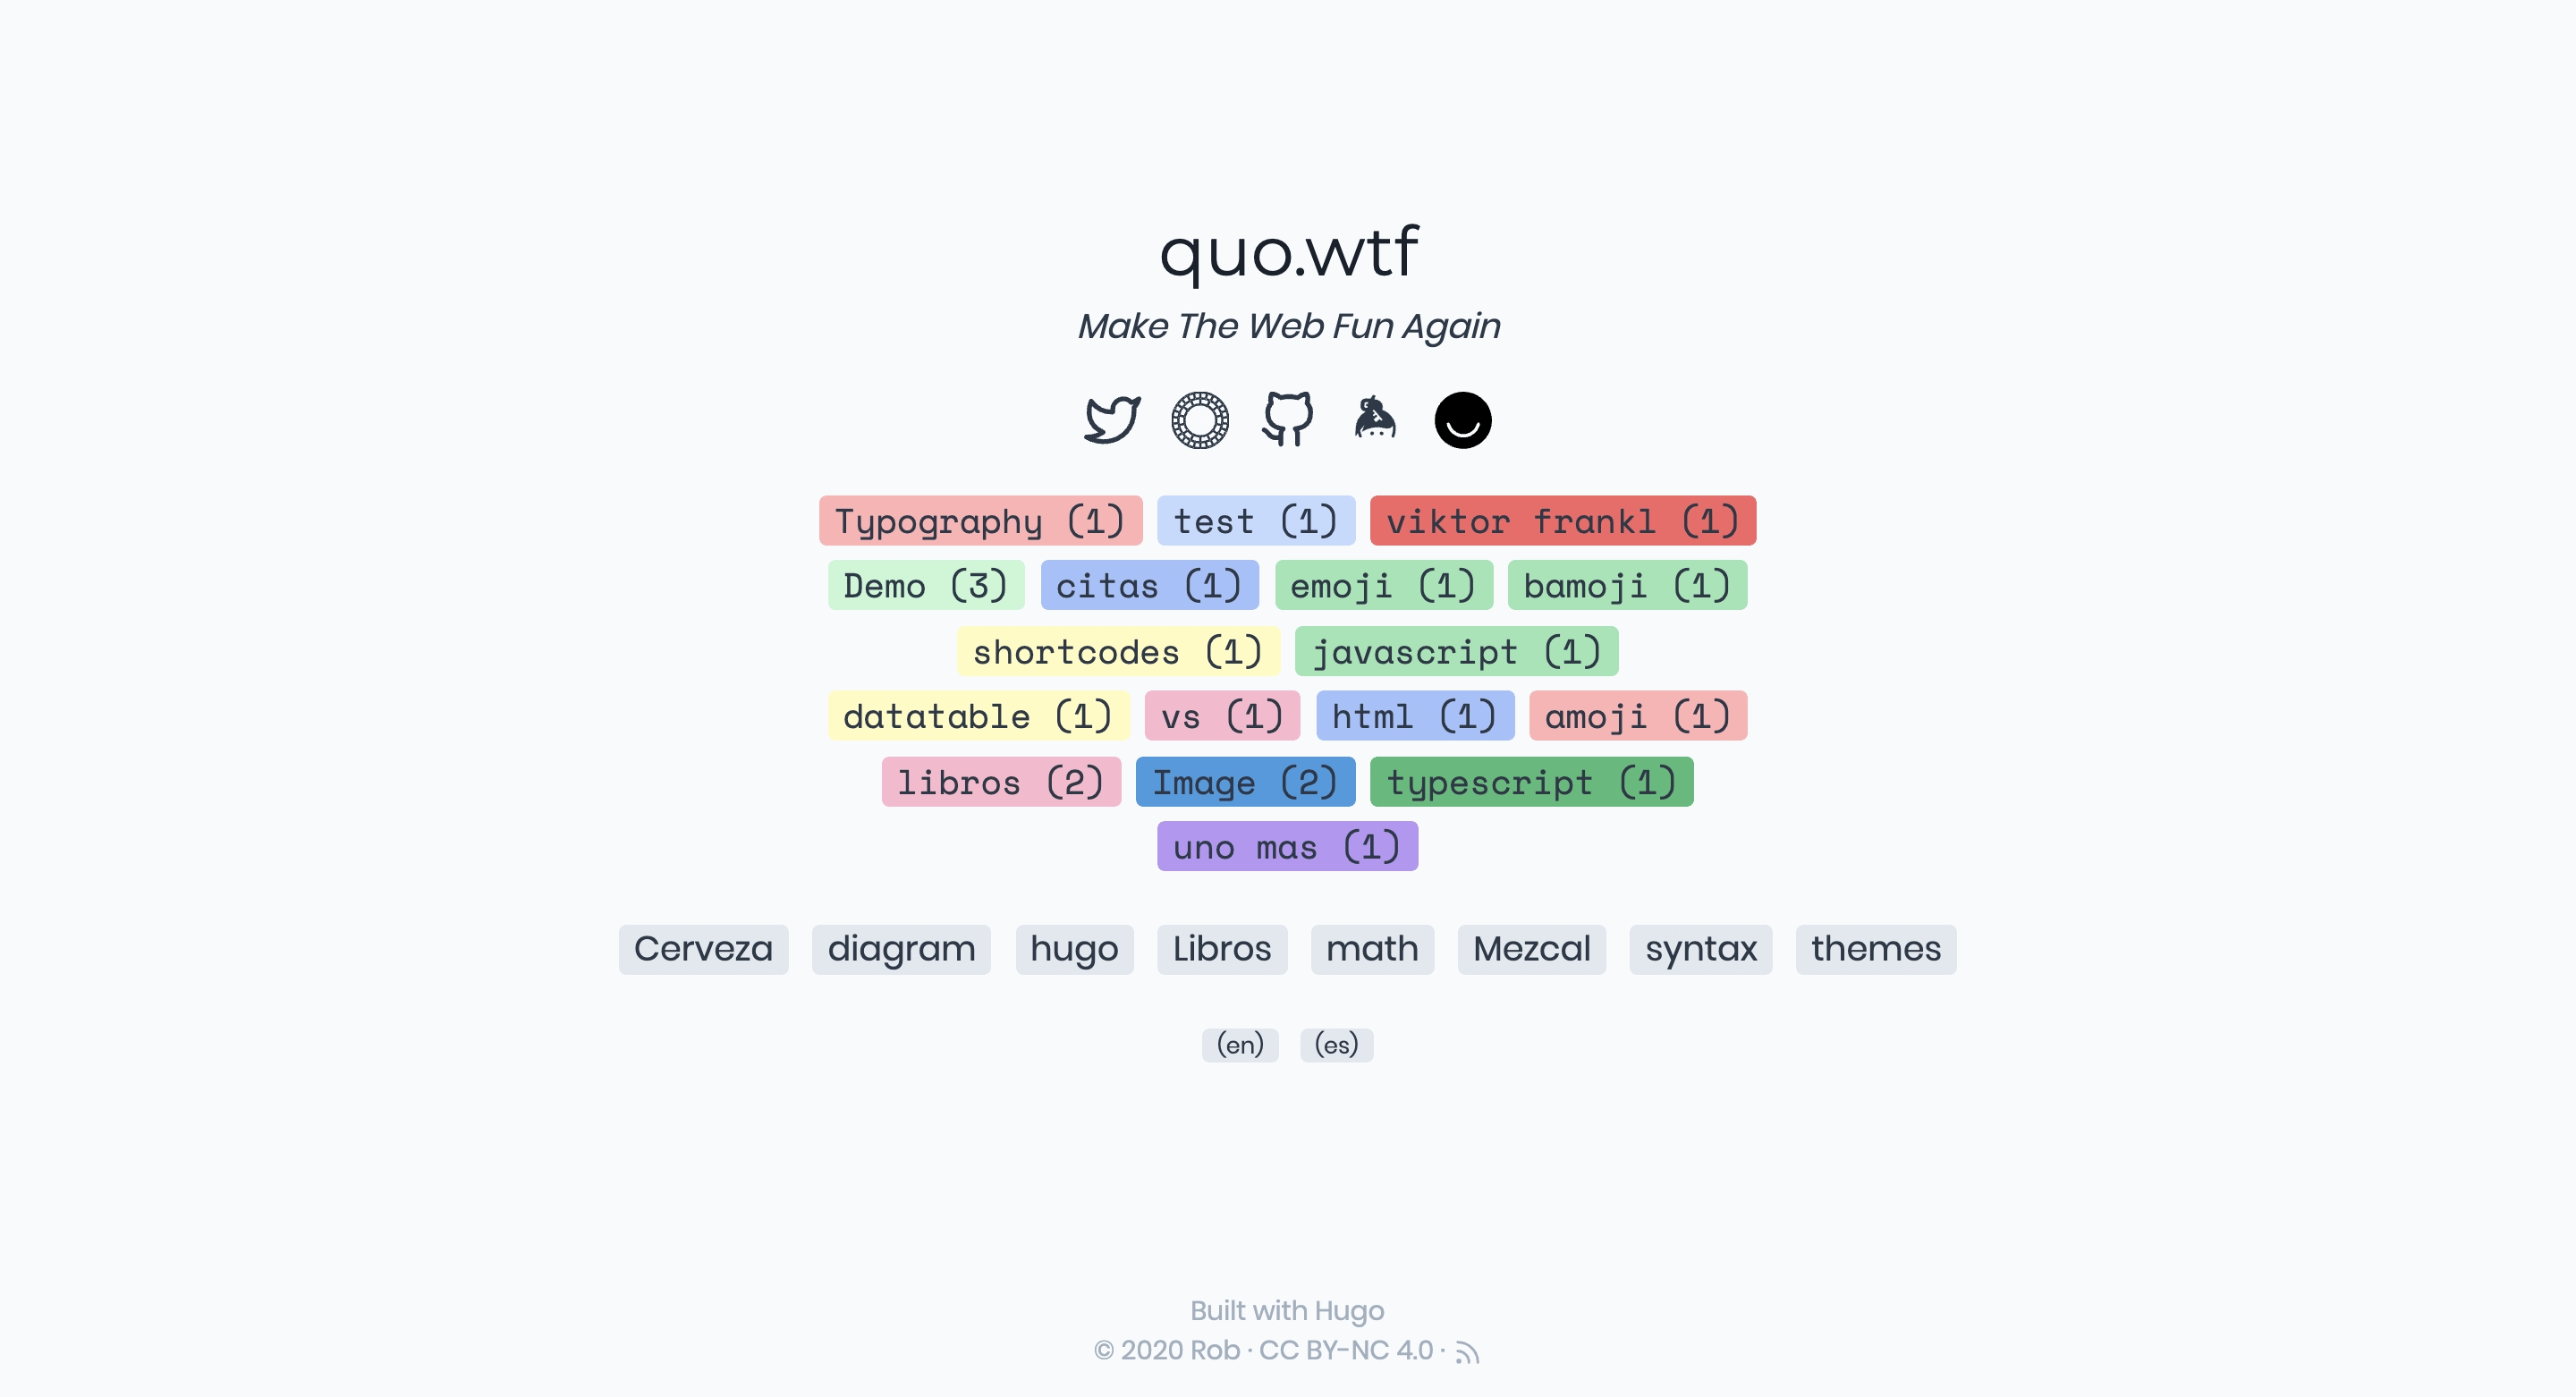 quo.wtf
Make The Web Fun Again
Typography (1) test (1) viktor frankl (1)
Demo (3) citas (1) emoji (1) bamoji (1)
shortcodes (1) javascript (1)
datatable (1) vs (1) html (1) amoji (1)
libros (2) Image (2) typescript (1)
uno mas (1)
Cerveza diagram hugo Libros math Mezcal syntax themes
(en) (es)
Built with Hugo
© 2020 Rob · CC BY-NC 4.0 ·